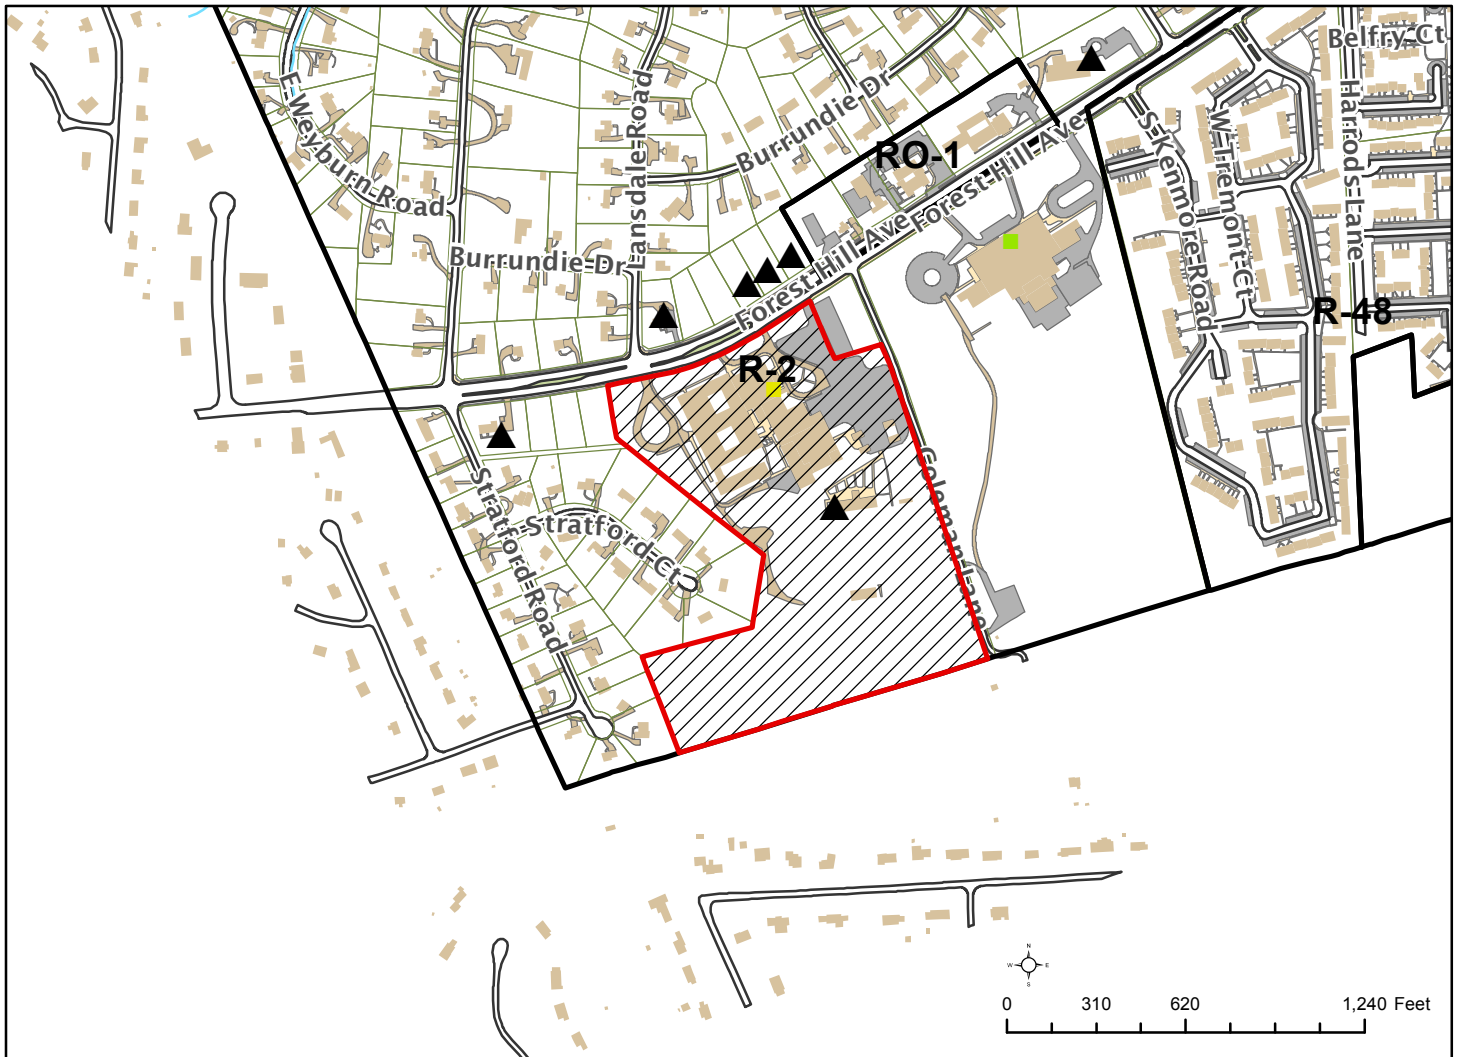 Belfry Ct
E Weyburn Road
Lansdale Road
Burrundie Dr
RO-1
Forest Hill Ave
S Kenmore Road
W Tremont Ct
Harrods Lane
Burrundie Dr
Forest Hill Ave
R-48
R-2
Stratford Road
Stratford Ct
Golemans Lane
N
W
E
S
0 310 620 1,240 Feet